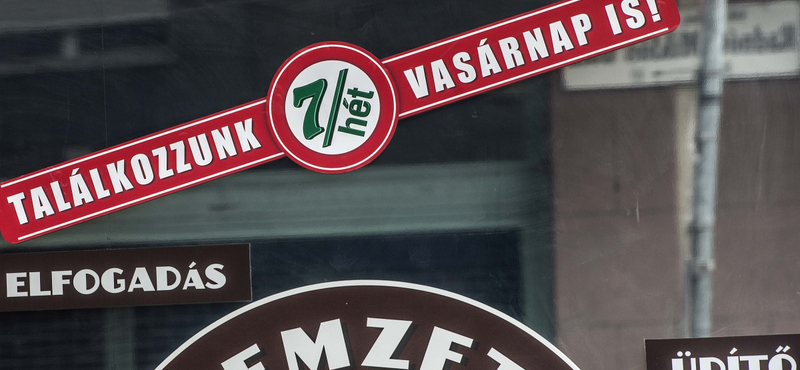 TALÁLKOZZUNK 7/hét VASÁRNAP IS!
ELFOGADÁS
EMZET
ÜDÍTŐ